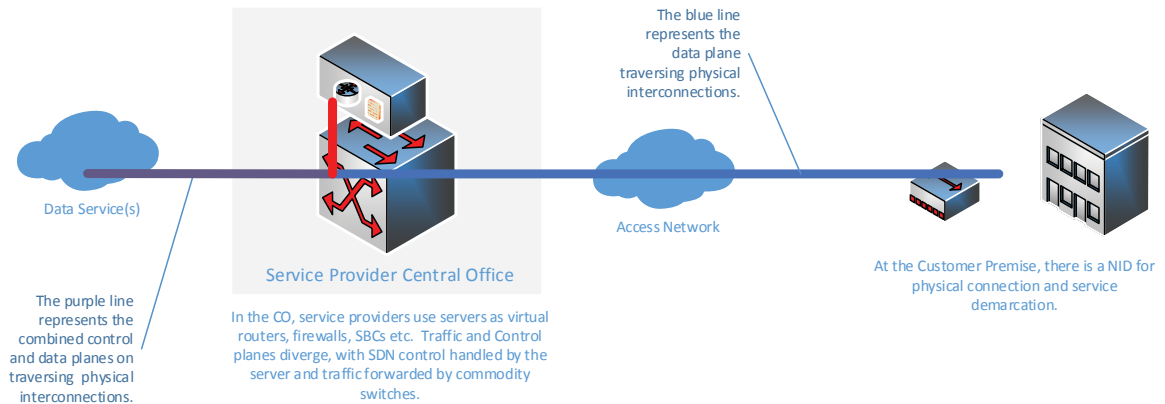 The blue line
represents the
data plane
traversing physical
interconnections.
Data Service(s)
Access Network
Service Provider Central Office
At the Customer Premise, there is a NID for
physical connection and service
demarcation.
The purple line
represents the
combined control
and data planes on
traversing physical
interconnections.
In the CO, service providers use servers as virtual
routers, firewalls, SBCs etc. Traffic and Control
planes diverge, with SDN control handled by the
server and traffic forwarded by commodity
switches.